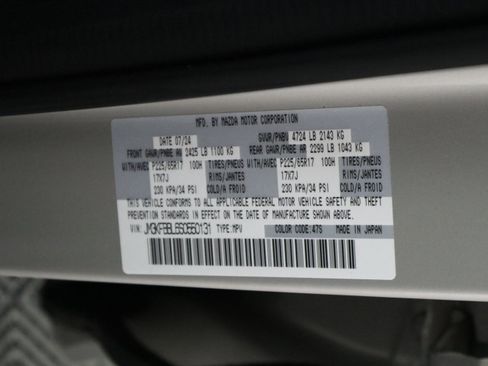 MFD. BY MAZDA MOTOR CORPORATION
DATE 07/24 GVWR/PNBV 4724 LB 2143 KG
FRONT GAWR/PNBE AV 2425 LB 1100 KG REAR GAWR/PNBE AR 2299 LB 1043 KG
WITH/AVEC P225/65R17 100H TIRES/PNEUS WITH/AVEC P225/65R17 100H TIRES/PNEUS
17X7J RIMS/JANTES 17X7J RIMS/JANTES
230 KPA/34 PSI COLD/A FROID 230 KPA/34 PSI COLD/A FROID
THIS VEHICLE CONFORMS TO ALL APPLICABLE FEDERAL MOTOR VEHICLE SAFETY AND THEFT
PREVENTION STANDARDS IN EFFECT ON THE DATE OF MANUFACTURE SHOWN ABOVE.
VIN: JM3KFBBL6S0550131 TYPE:MPV COLOR CODE:47S MADE IN JAPAN